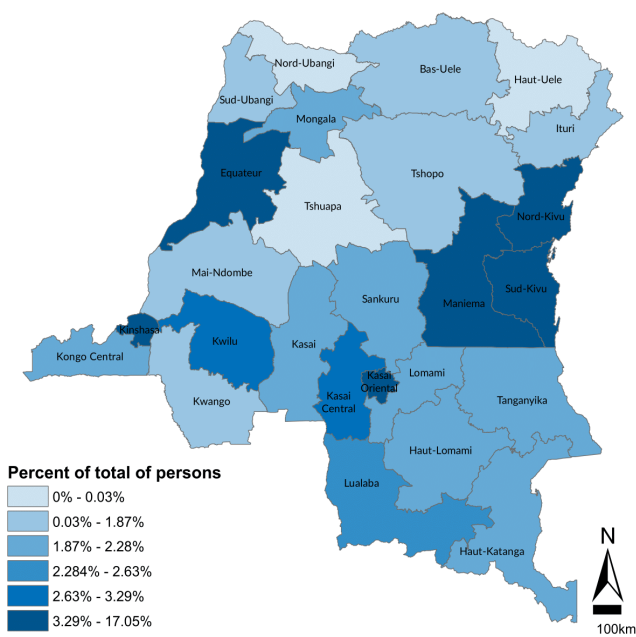 Nord-Ubangi
Bas-Uele
Haut-Uele
Sud-Ubangi
Mongala
Ituri
Equateur
Tshopo
Tshuapa
Nord-Kivu
Mai-Ndombe
Sankuru
Maniema
Sud-Kivu
Kinshasa
Kwilu
Kasai
Kongo Central
Kasai
Oriental
Lomami
Kwango
Kasai
Central
Tanganyika
Haut-Lomami
Lualaba
Haut-Katanga
Percent of total of persons
0% - 0.03%
0.03% - 1.87%
1.87% - 2.28%
2.284% - 2.63%
2.63% - 3.29%
3.29% - 17.05%
N
100km